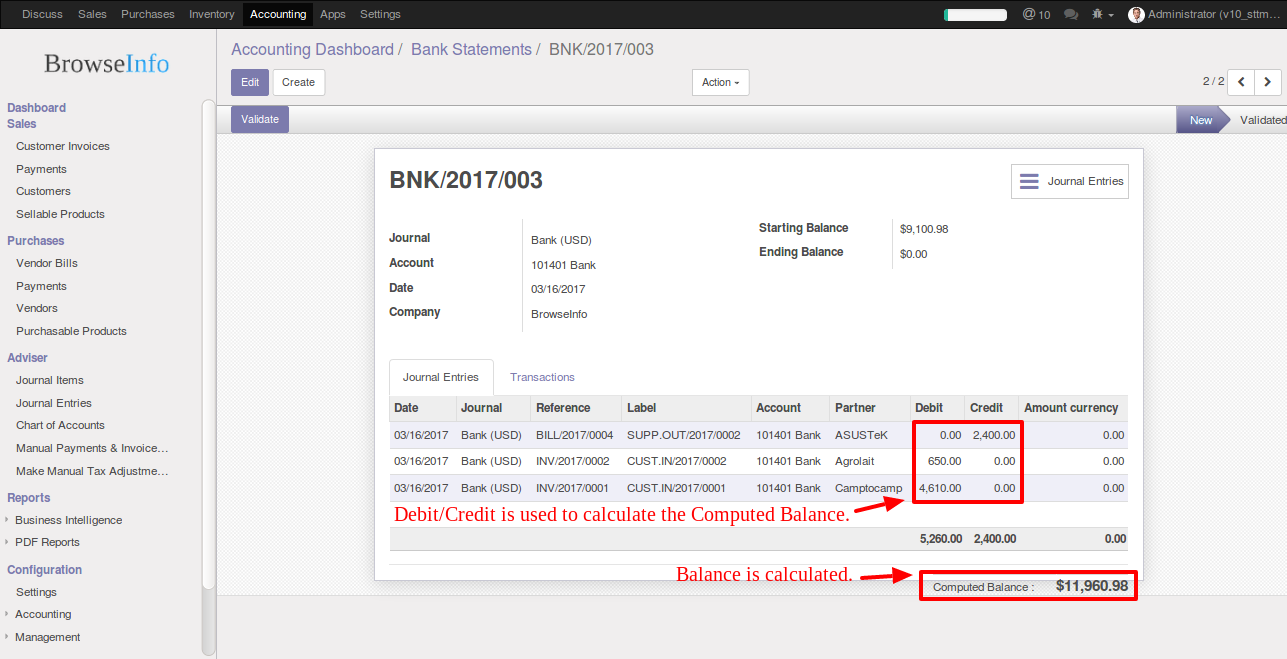 Discuss Sales Purchases Inventory Accounting Apps Settings @ 10 Administrator (v10_sttm...
BrowseInfo
Accounting Dashboard / Bank Statements / BNK/2017/003
Edit Create Action 2 / 2
Validate New Validated
Dashboard
Sales
Customer Invoices
Payments
Customers
Sellable Products
Purchases
Vendor Bills
Payments
Vendors
Purchasable Products
Adviser
Journal Items
Journal Entries
Chart of Accounts
Manual Payments & Invoice...
Make Manual Tax Adjustme...
Reports
Business Intelligence
PDF Reports
Configuration
Settings
Accounting
Management
BNK/2017/003
Journal Entries
Journal Bank (USD)
Account 101401 Bank
Date 03/16/2017
Company BrowseInfo
Starting Balance $9,100.98
Ending Balance $0.00
Journal Entries Transactions
Date Journal Reference Label Account Partner Debit Credit Amount currency
03/16/2017 Bank (USD) BILL/2017/0004 SUPP.OUT/2017/0002 101401 Bank ASUSTeK 0.00 2,400.00 0.00
03/16/2017 Bank (USD) INV/2017/0002 CUST.IN/2017/0002 101401 Bank Agrolait 650.00 0.00 0.00
03/16/2017 Bank (USD) INV/2017/0001 CUST.IN/2017/0001 101401 Bank Camptocamp 4,610.00 0.00 0.00
Debit/Credit is used to calculate the Computed Balance.
5,260.00 2,400.00 0.00
Balance is calculated.
Computed Balance : $11,960.98